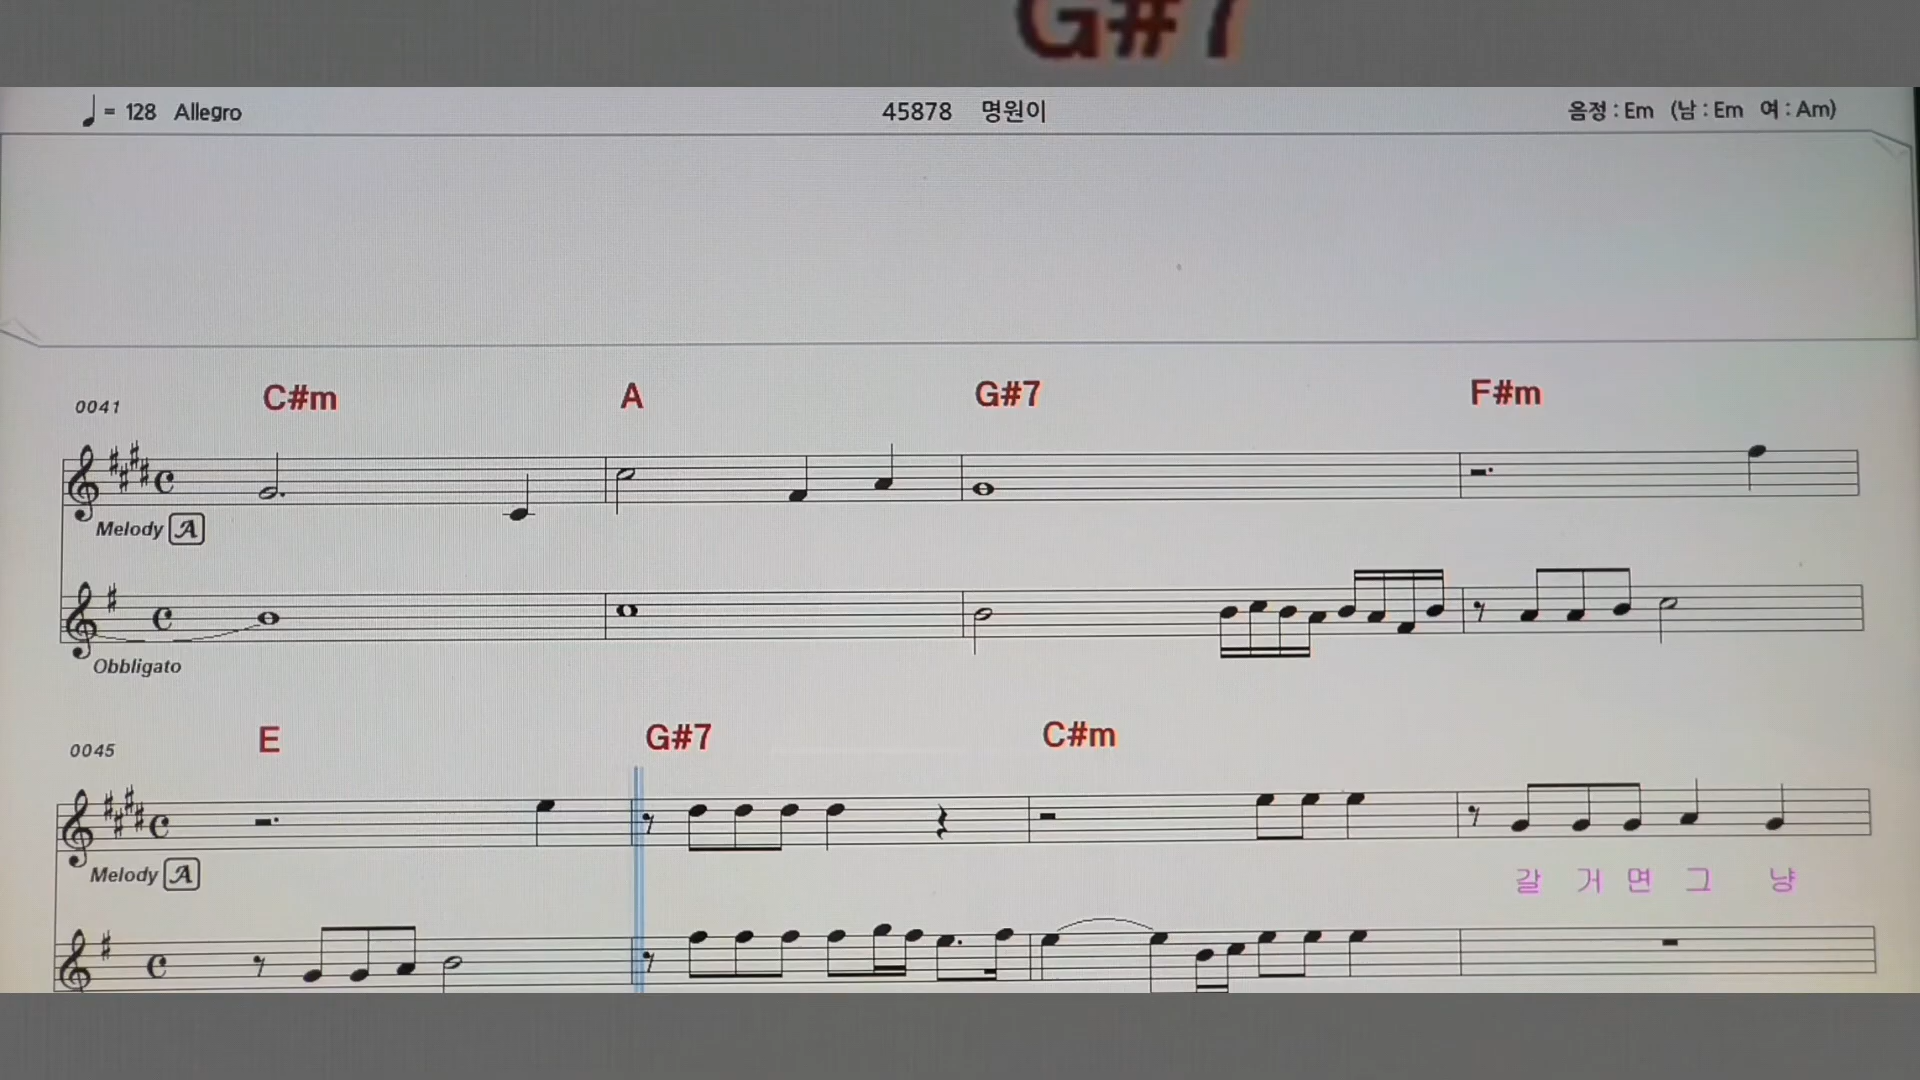 G#7
♩= 128 Allegro 45878 명원이 음정 : Em (남 : Em 여 : Am)
0041 C#m A G#7 F#m
Melody A
Obbligato
0045 E G#7 C#m
Melody A
갈 거 면 그 냥